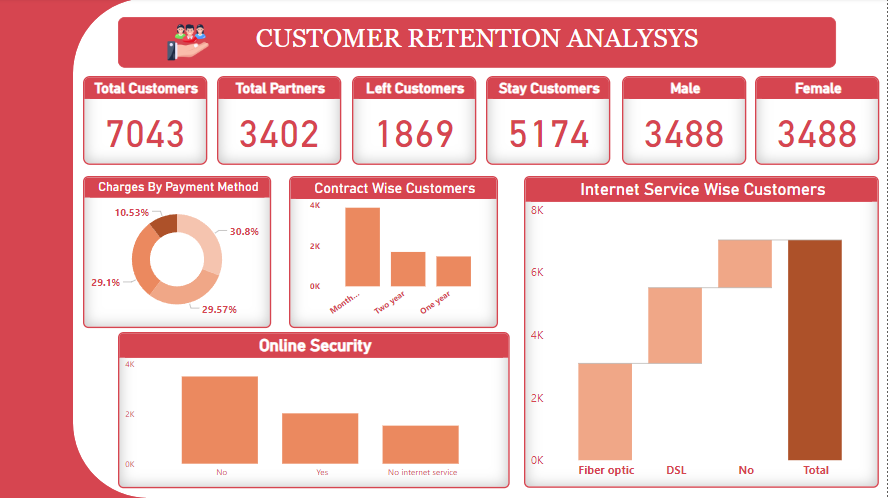 CUSTOMER RETENTION ANALYSYS
Total Customers
7043
Total Partners
3402
Left Customers
1869
Stay Customers
5174
Male
3488
Female
3488
Charges By Payment Method
10.53%
30.8%
29.1%
29.57%
Contract Wise Customers
4K
2K
0K
Month...
Two year
One year
Internet Service Wise Customers
8K
6K
4K
2K
0K
Fiber optic
DSL
No
Total
Online Security
4K
2K
0K
No
Yes
No internet service